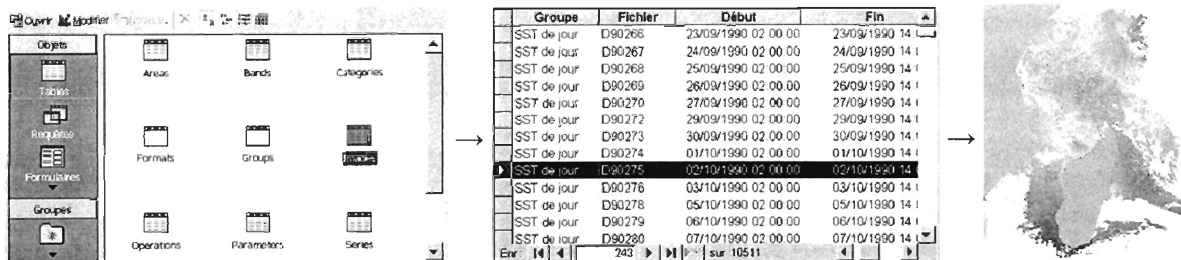 Ouvrir Modifier
Objets
Tables
Requêtes
Formulaires
Groupes
Areas Bands Categories
Formats Groups Images
Operations Parameters Series
→
Groupe Fichier Début Fin
SST de jour D90266 23/09/1990 02:00:00 23/09/1990 14:
SST de jour D90267 24/09/1990 02:00:00 24/09/1990 14:
SST de jour D90268 25/09/1990 02:00:00 25/09/1990 14:
SST de jour D90269 26/09/1990 02:00:00 26/09/1990 14:
SST de jour D90270 27/09/1990 02:00:00 27/09/1990 14:
SST de jour D90272 29/09/1990 02:00:00 29/09/1990 14:
SST de jour D90273 30/09/1990 02:00:00 30/09/1990 14:
SST de jour D90274 01/10/1990 02:00:00 01/10/1990 14:
SST de jour D90275 02/10/1990 02:00:00 02/10/1990 14:
SST de jour D90276 03/10/1990 02:00:00 03/10/1990 14:
SST de jour D90278 05/10/1990 02:00:00 05/10/1990 14:
SST de jour D90279 06/10/1990 02:00:00 06/10/1990 14:
SST de jour D90280 07/10/1990 02:00:00 07/10/1990 14:
Enr: 243 sur 10511
→